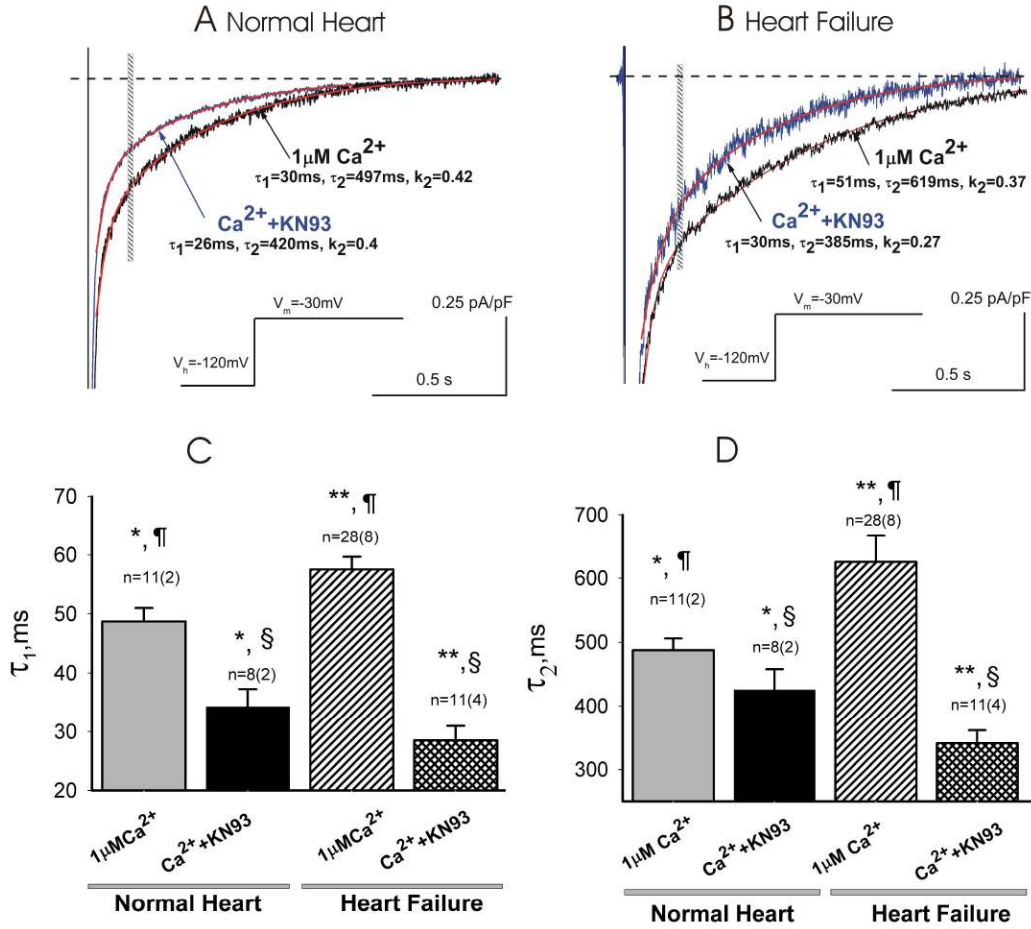 A Normal Heart
1μM Ca2+
τ1=30ms, τ2=497ms, k2=0.42
Ca2++KN93
τ1=26ms, τ2=420ms, k2=0.4
Vm=-30mV
Vh=-120mV
0.25 pA/pF
0.5 s
B Heart Failure
1μM Ca2+
τ1=51ms, τ2=619ms, k2=0.37
Ca2++KN93
τ1=30ms, τ2=385ms, k2=0.27
Vm=-30mV
Vh=-120mV
0.25 pA/pF
0.5 s
C
τ1,ms
70
60
50
40
30
20
*, ¶
n=11(2)
*, §
n=8(2)
**, ¶
n=28(8)
**, §
n=11(4)
1μMCa2+
Ca2++KN93
1μMCa2+
Ca2++KN93
Normal Heart
Heart Failure
D
τ2,ms
700
600
500
400
300
*, ¶
n=11(2)
*, §
n=8(2)
**, ¶
n=28(8)
**, §
n=11(4)
1μM Ca2+
Ca2++KN93
1μM Ca2+
Ca2++KN93
Normal Heart
Heart Failure